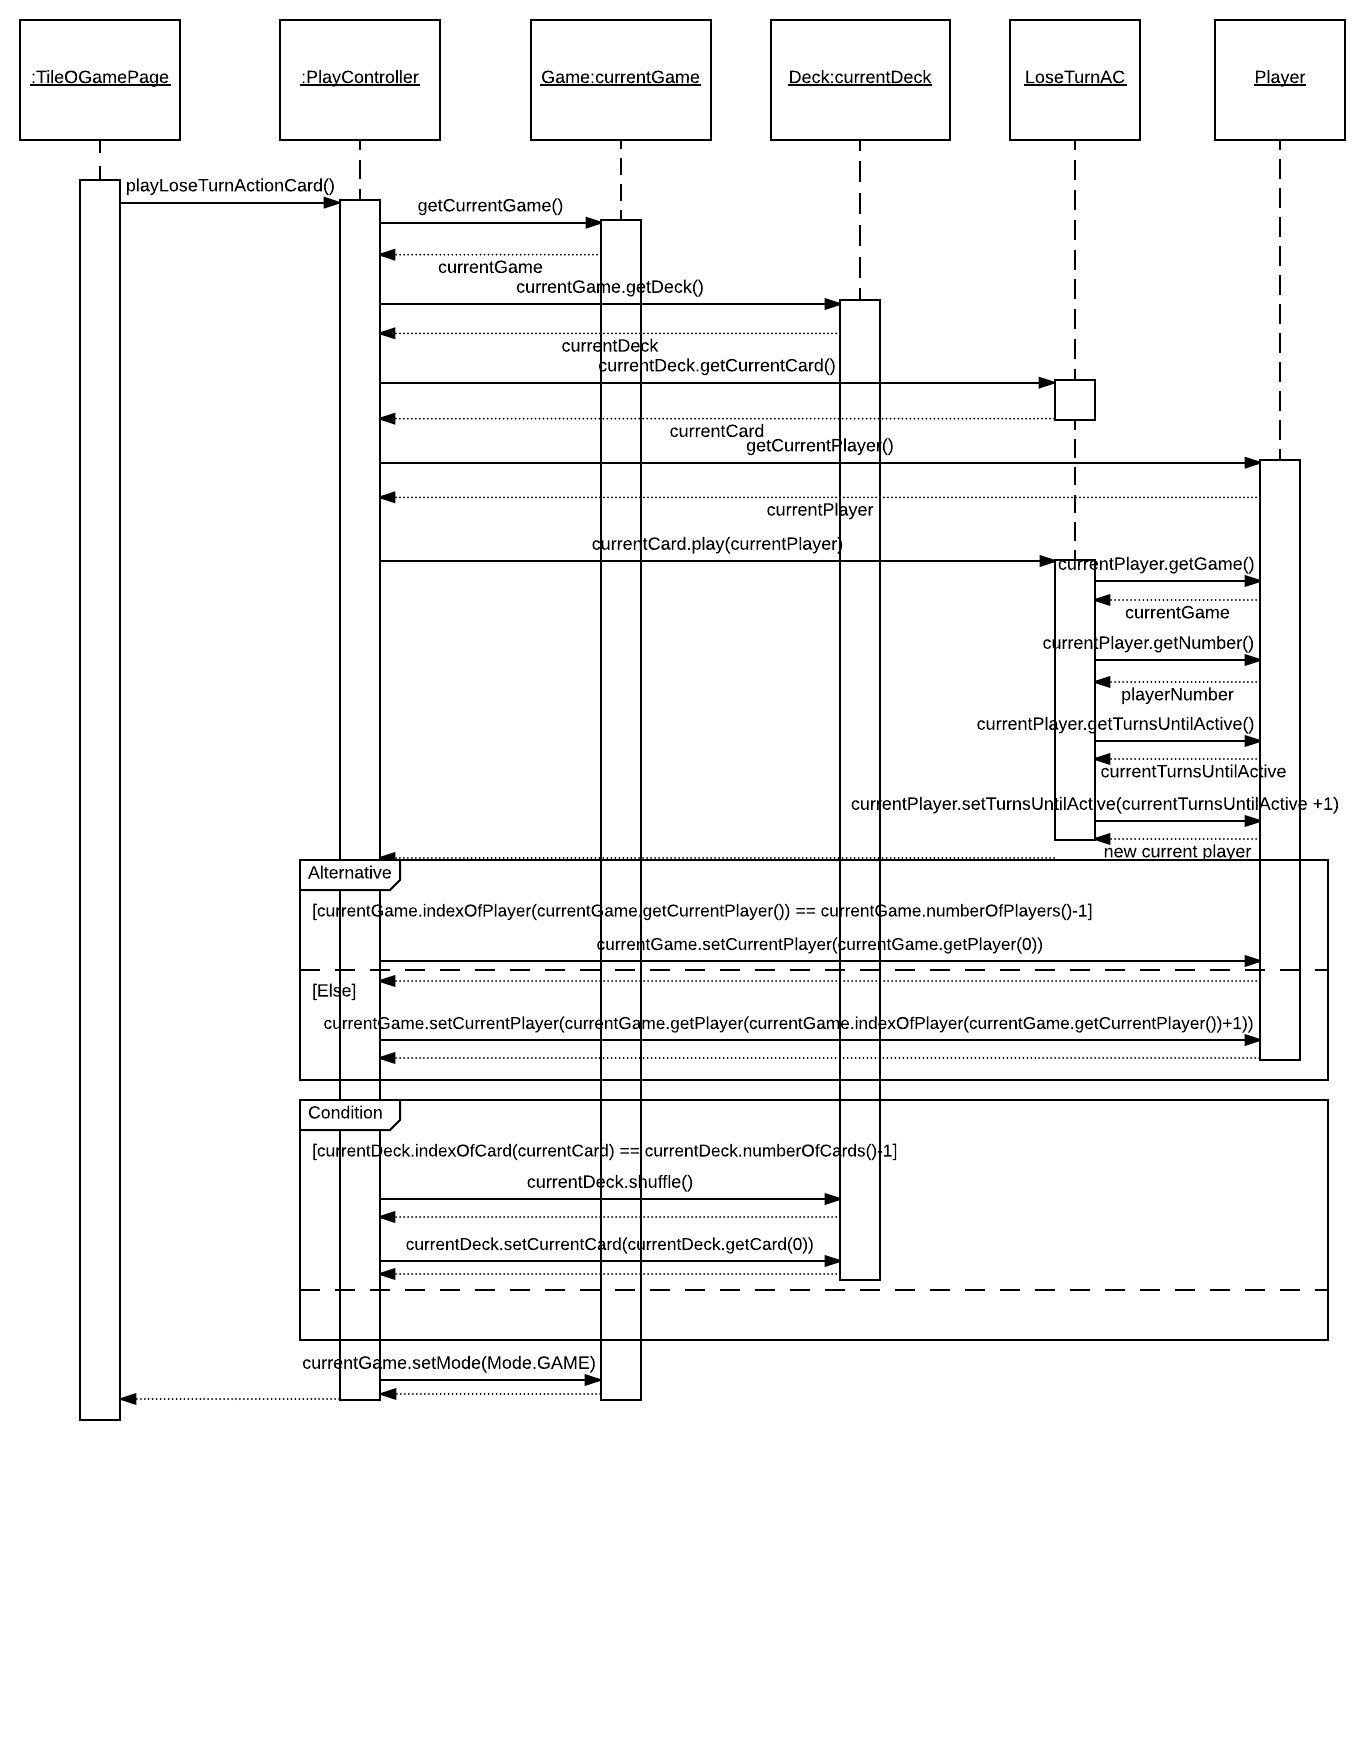 :TileOGamePage
:PlayController
Game:currentGame
Deck:currentDeck
LoseTurnAC
Player
playLoseTurnActionCard()
getCurrentGame()
currentGame
currentGame.getDeck()
currentDeck
currentDeck.getCurrentCard()
currentCard
getCurrentPlayer()
currentPlayer
currentCard.play(currentPlayer)
currentPlayer.getGame()
currentGame
currentPlayer.getNumber()
playerNumber
currentPlayer.getTurnsUntilActive()
currentTurnsUntilActive
currentPlayer.setTurnsUntilActive(currentTurnsUntilActive +1)
new current player
Alternative
[currentGame.indexOfPlayer(currentGame.getCurrentPlayer()) == currentGame.numberOfPlayers()-1]
currentGame.setCurrentPlayer(currentGame.getPlayer(0))
[Else]
currentGame.setCurrentPlayer(currentGame.getPlayer(currentGame.indexOfPlayer(currentGame.getCurrentPlayer())+1))
Condition
[currentDeck.indexOfCard(currentCard) == currentDeck.numberOfCards()-1]
currentDeck.shuffle()
currentDeck.setCurrentCard(currentDeck.getCard(0))
currentGame.setMode(Mode.GAME)